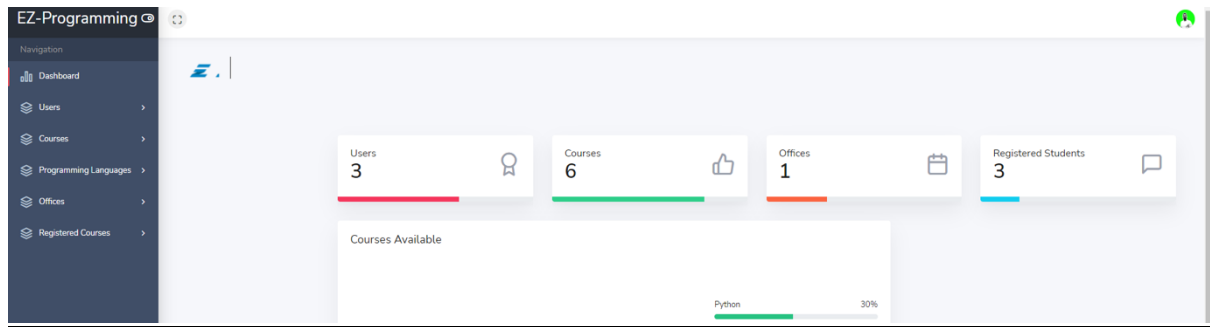 EZ-Programming
Navigation
Dashboard
Users
Courses
Programming Languages
Offices
Registered Courses
Users
3
Courses
6
Offices
1
Registered Students
3
Courses Available
Python 30%